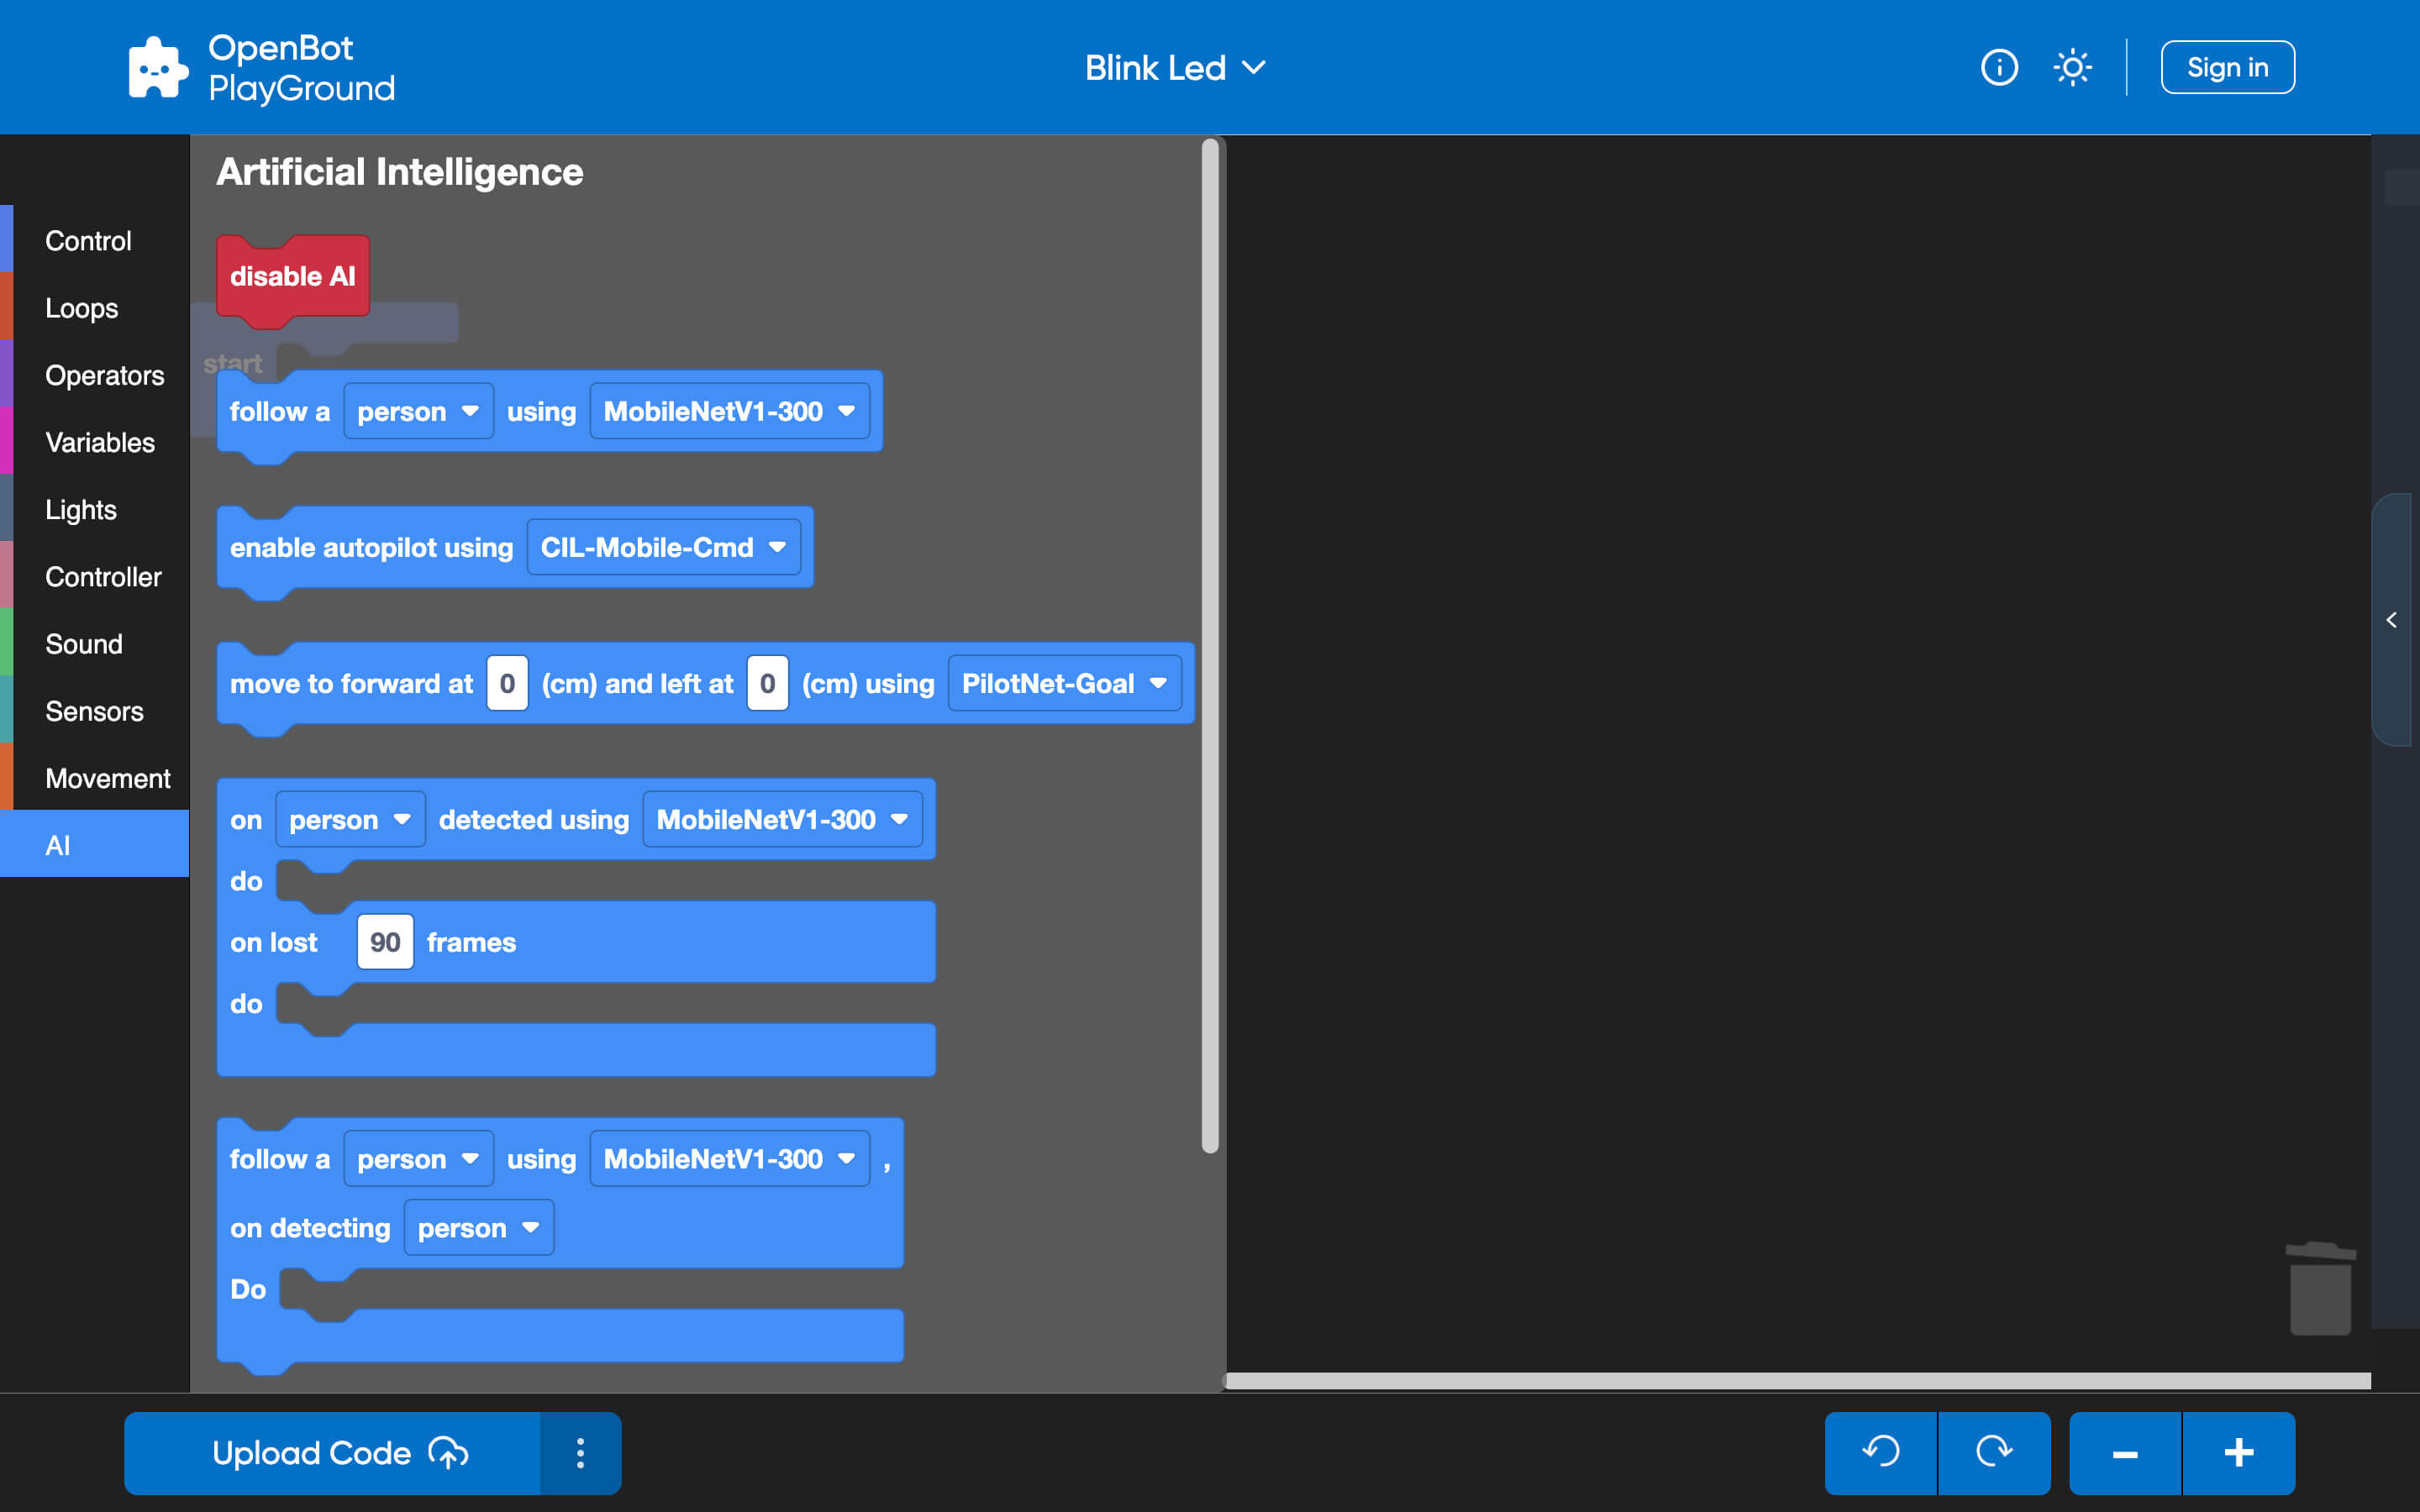 OpenBot
PlayGround
Blink Led
Sign in
Artificial Intelligence
Control
Loops
Operators
Variables
Lights
Controller
Sound
Sensors
Movement
AI
disable AI
start
follow a person using MobileNetV1-300
enable autopilot using CIL-Mobile-Cmd
move to forward at 0 (cm) and left at 0 (cm) using PilotNet-Goal
on person detected using MobileNetV1-300
do
on lost 90 frames
do
follow a person using MobileNetV1-300 ,
on detecting person
Do
Upload Code